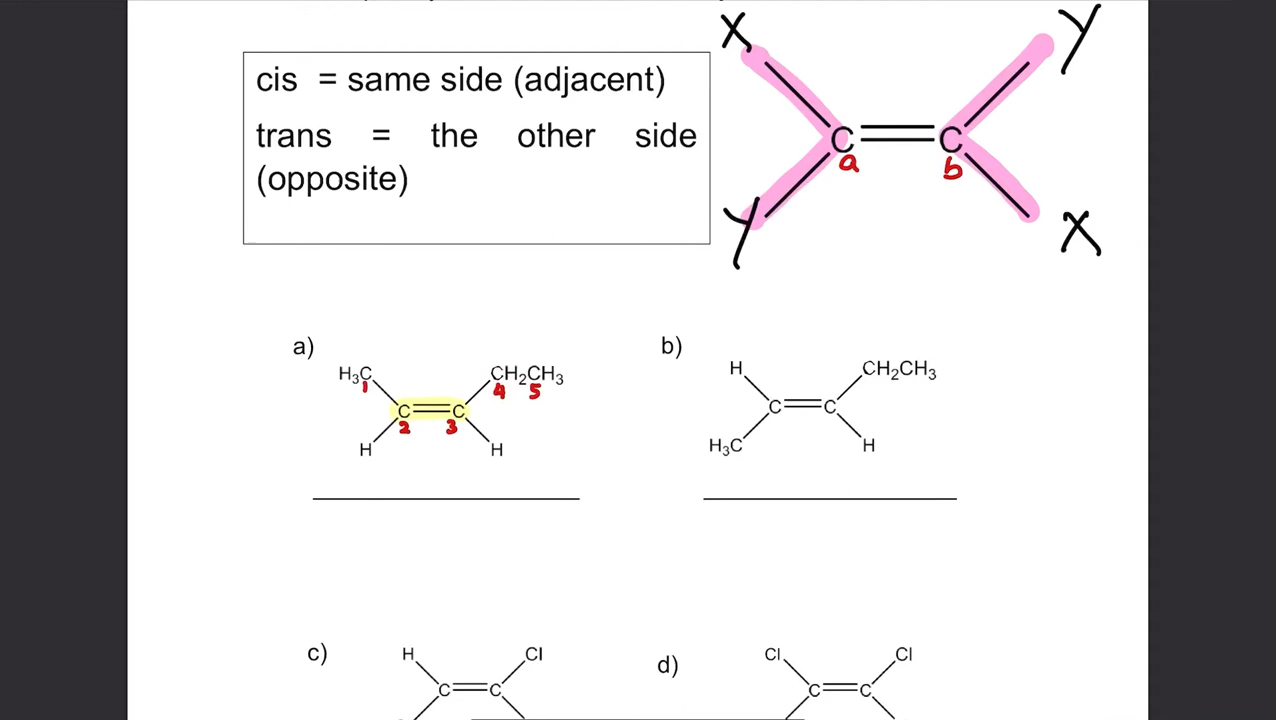 cis = same side (adjacent)
trans = the other side
(opposite)
X
Y
C
C
a
b
Y
X
a)
H₃C
CH₂CH₃
1
4
5
C
C
2
3
H
H
b)
H
CH₂CH₃
C
C
H₃C
H
c)
H
Cl
C
C
d)
Cl
Cl
C
C